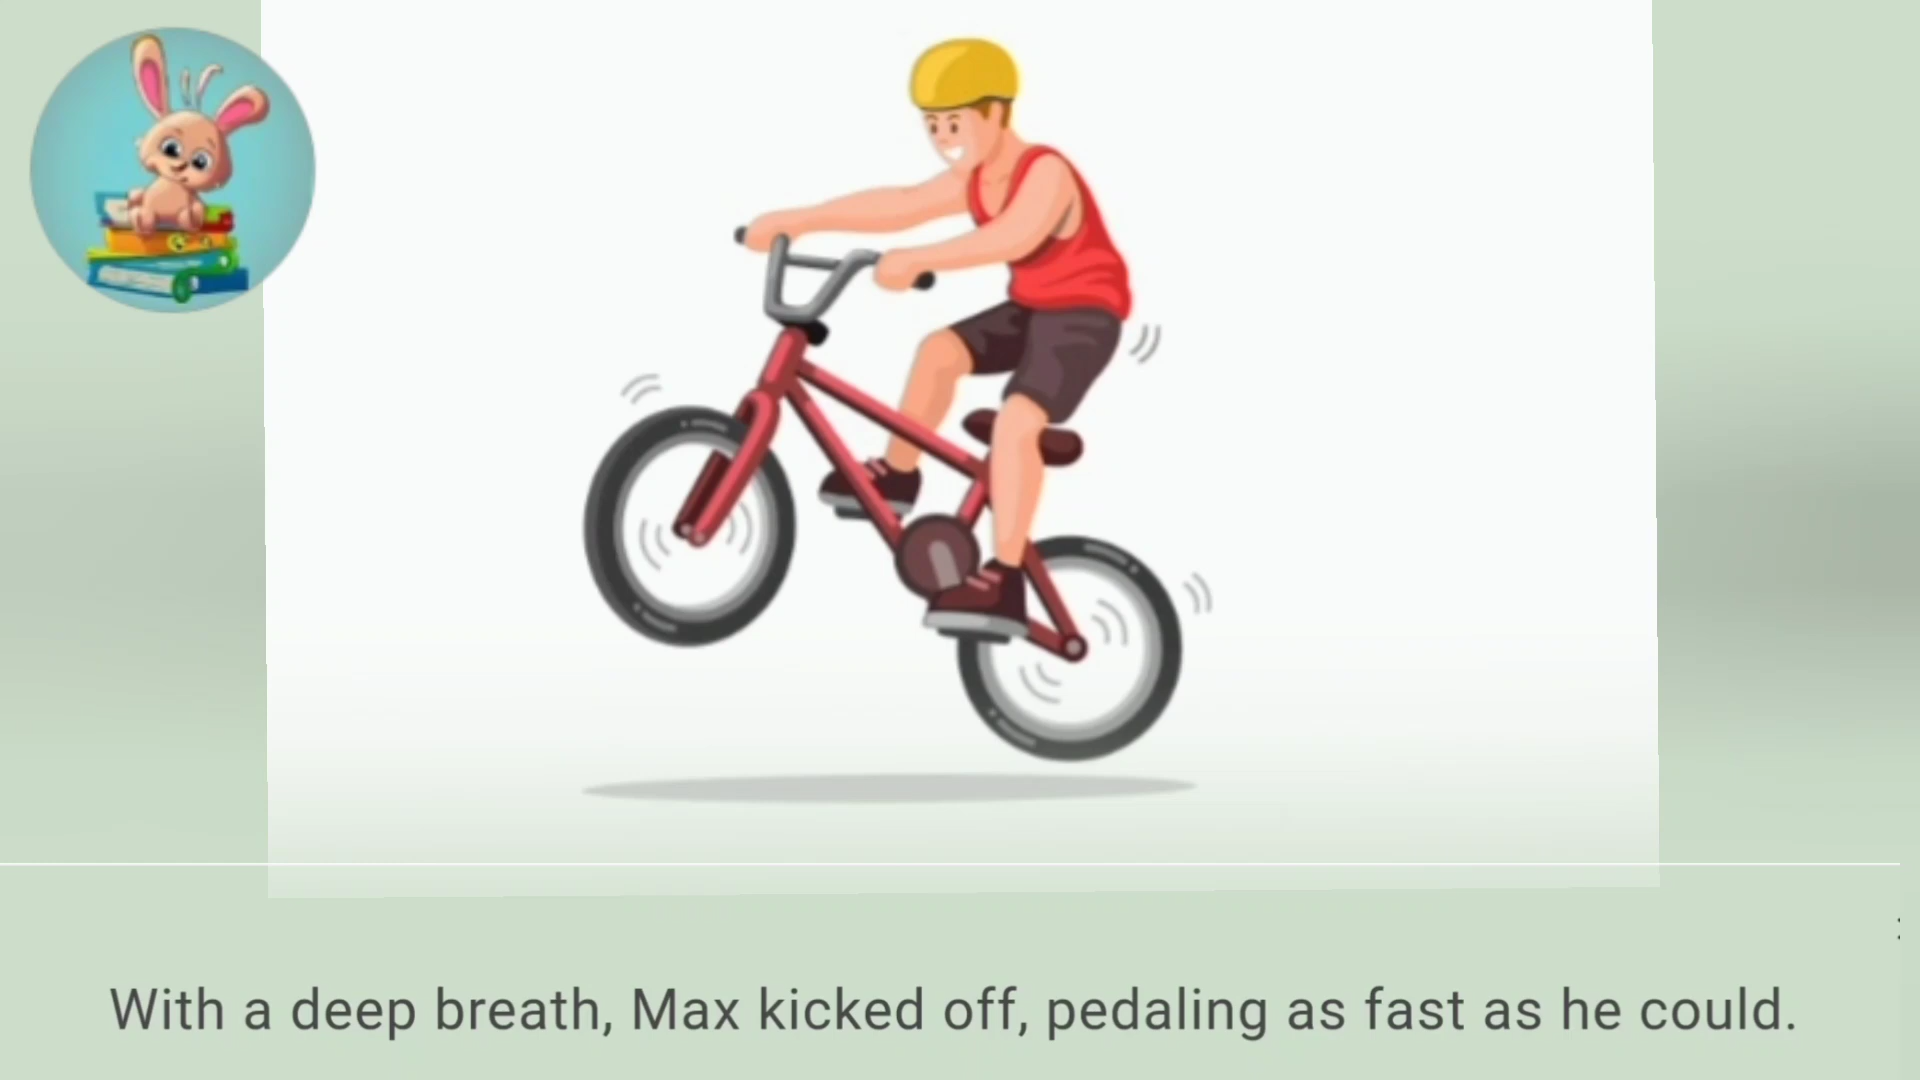 With a deep breath, Max kicked off, pedaling as fast as he could.